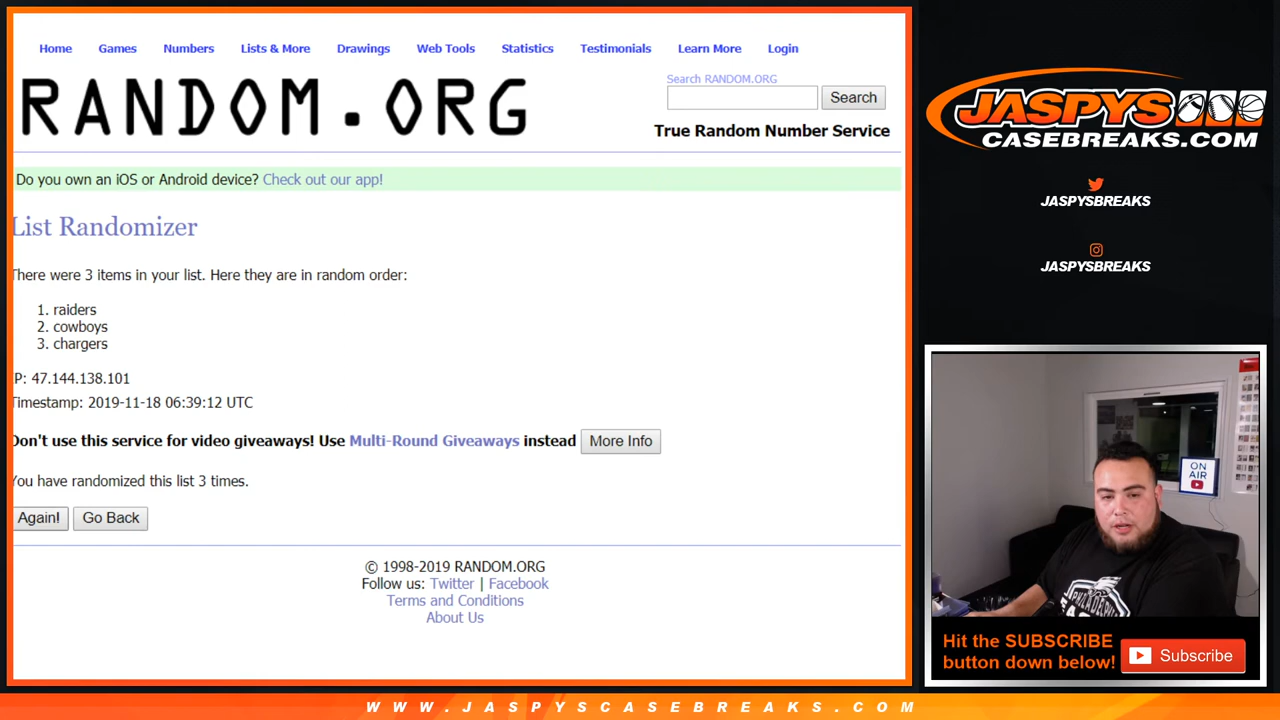 Home Games Numbers Lists & More Drawings Web Tools Statistics Testimonials Learn More Login
RANDOM.ORG
Search RANDOM.ORG
Search
True Random Number Service
Do you own an iOS or Android device? Check out our app!
List Randomizer
There were 3 items in your list. Here they are in random order:
1. raiders
2. cowboys
3. chargers
IP: 47.144.138.101
Timestamp: 2019-11-18 06:39:12 UTC
Don't use this service for video giveaways! Use Multi-Round Giveaways instead More Info
You have randomized this list 3 times.
Again! Go Back
© 1998-2019 RANDOM.ORG
Follow us: Twitter | Facebook
Terms and Conditions
About Us
JASPYS
CASEBREAKS.COM
JASPYSBREAKS
JASPYSBREAKS
ON
AIR
PHILADELPHIA
Hit the SUBSCRIBE
button down below!
Subscribe
WWW.JASPYSCASEBREAKS.COM